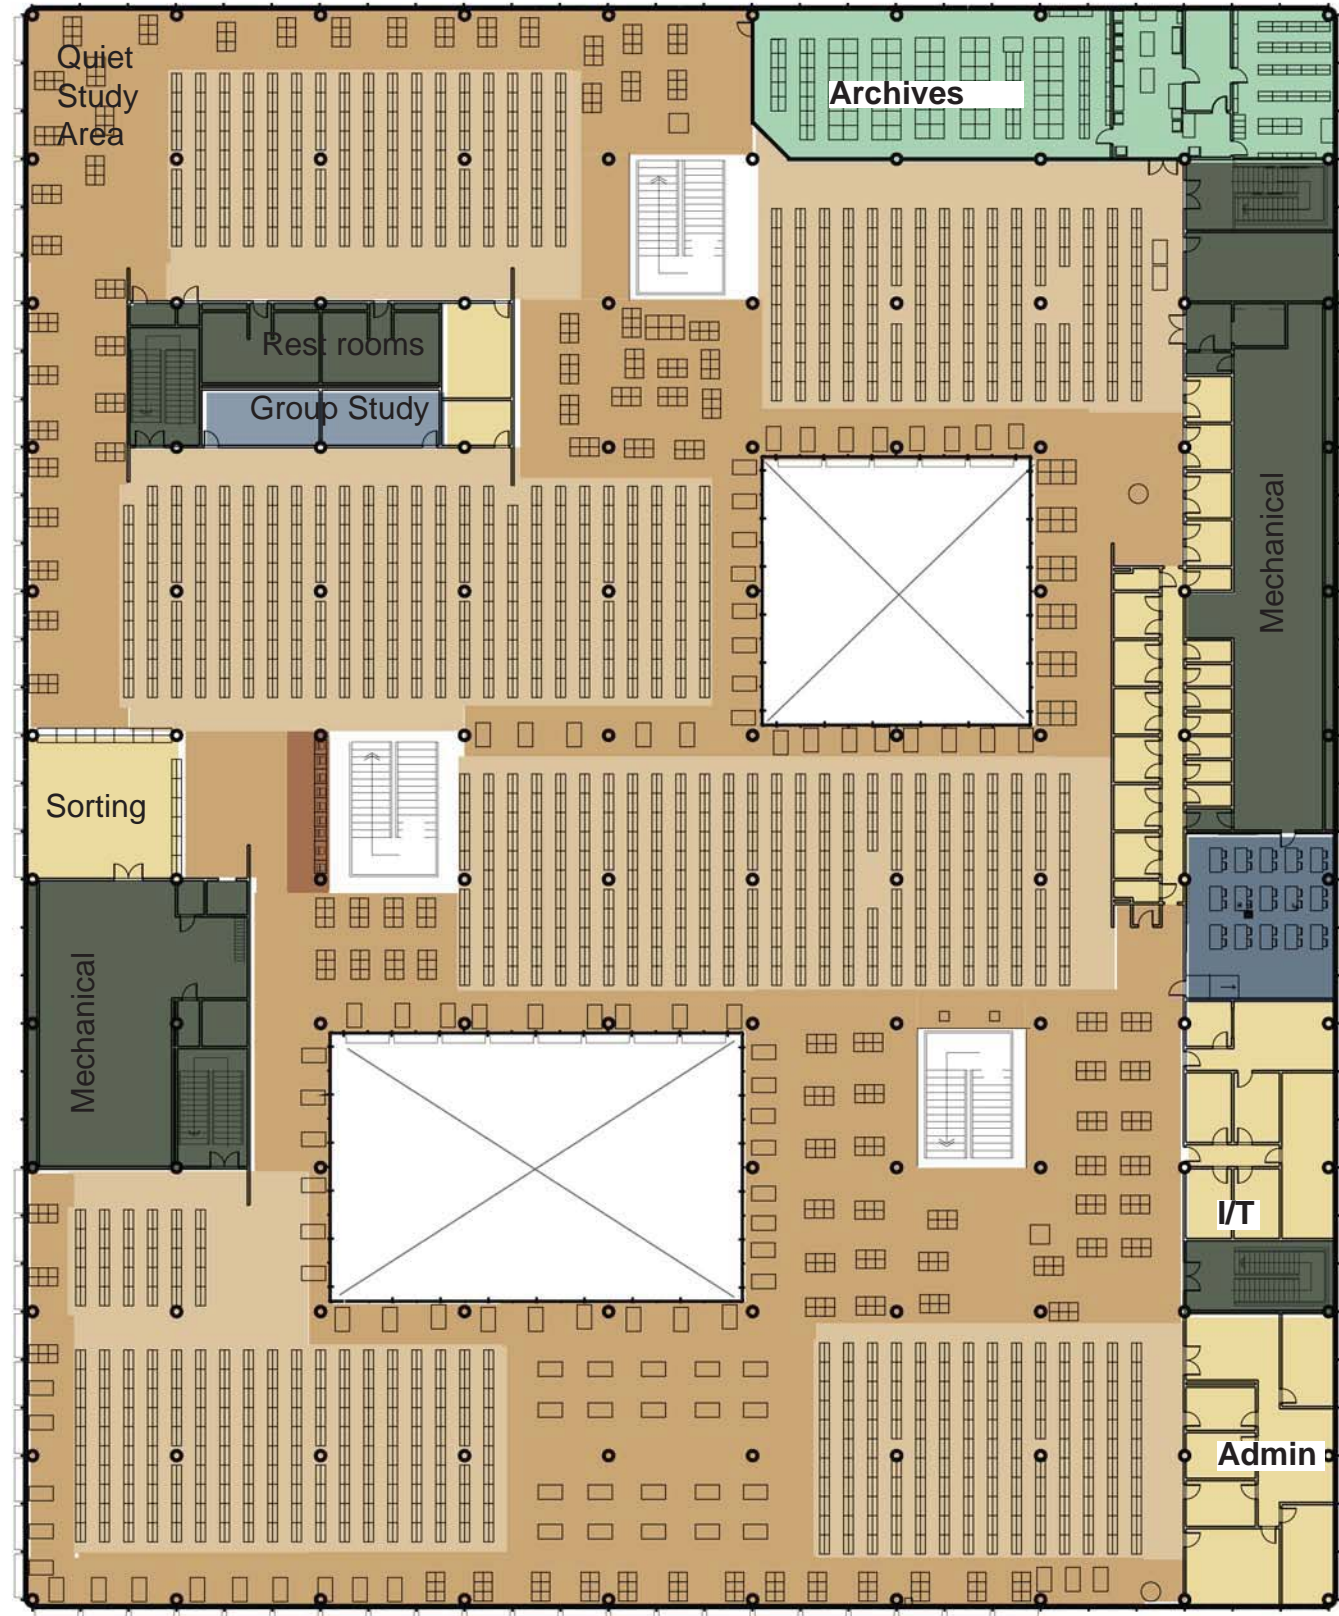 Quiet
Study
Area
Archives
Rest rooms
Group Study
Mechanical
Sorting
Mechanical
I/T
Admin